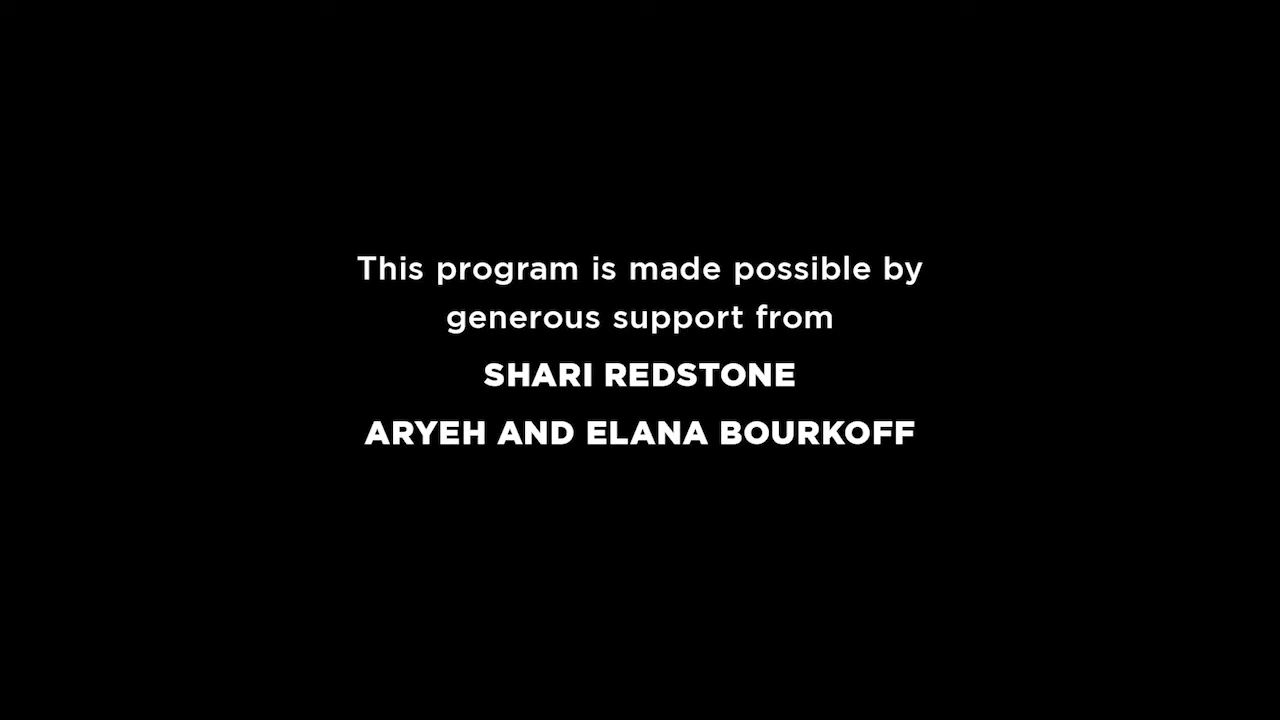 This program is made possible by
generous support from
SHARI REDSTONE
ARYEH AND ELANA BOURKOFF